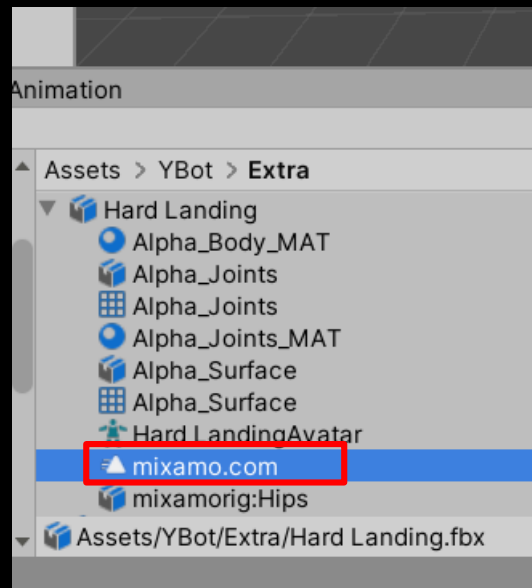 Animation
Assets > YBot > Extra
Hard Landing
Alpha_Body_MAT
Alpha_Joints
Alpha_Joints
Alpha_Joints_MAT
Alpha_Surface
Alpha_Surface
Hard LandingAvatar
mixamo.com
mixamorig:Hips
Assets/YBot/Extra/Hard Landing.fbx